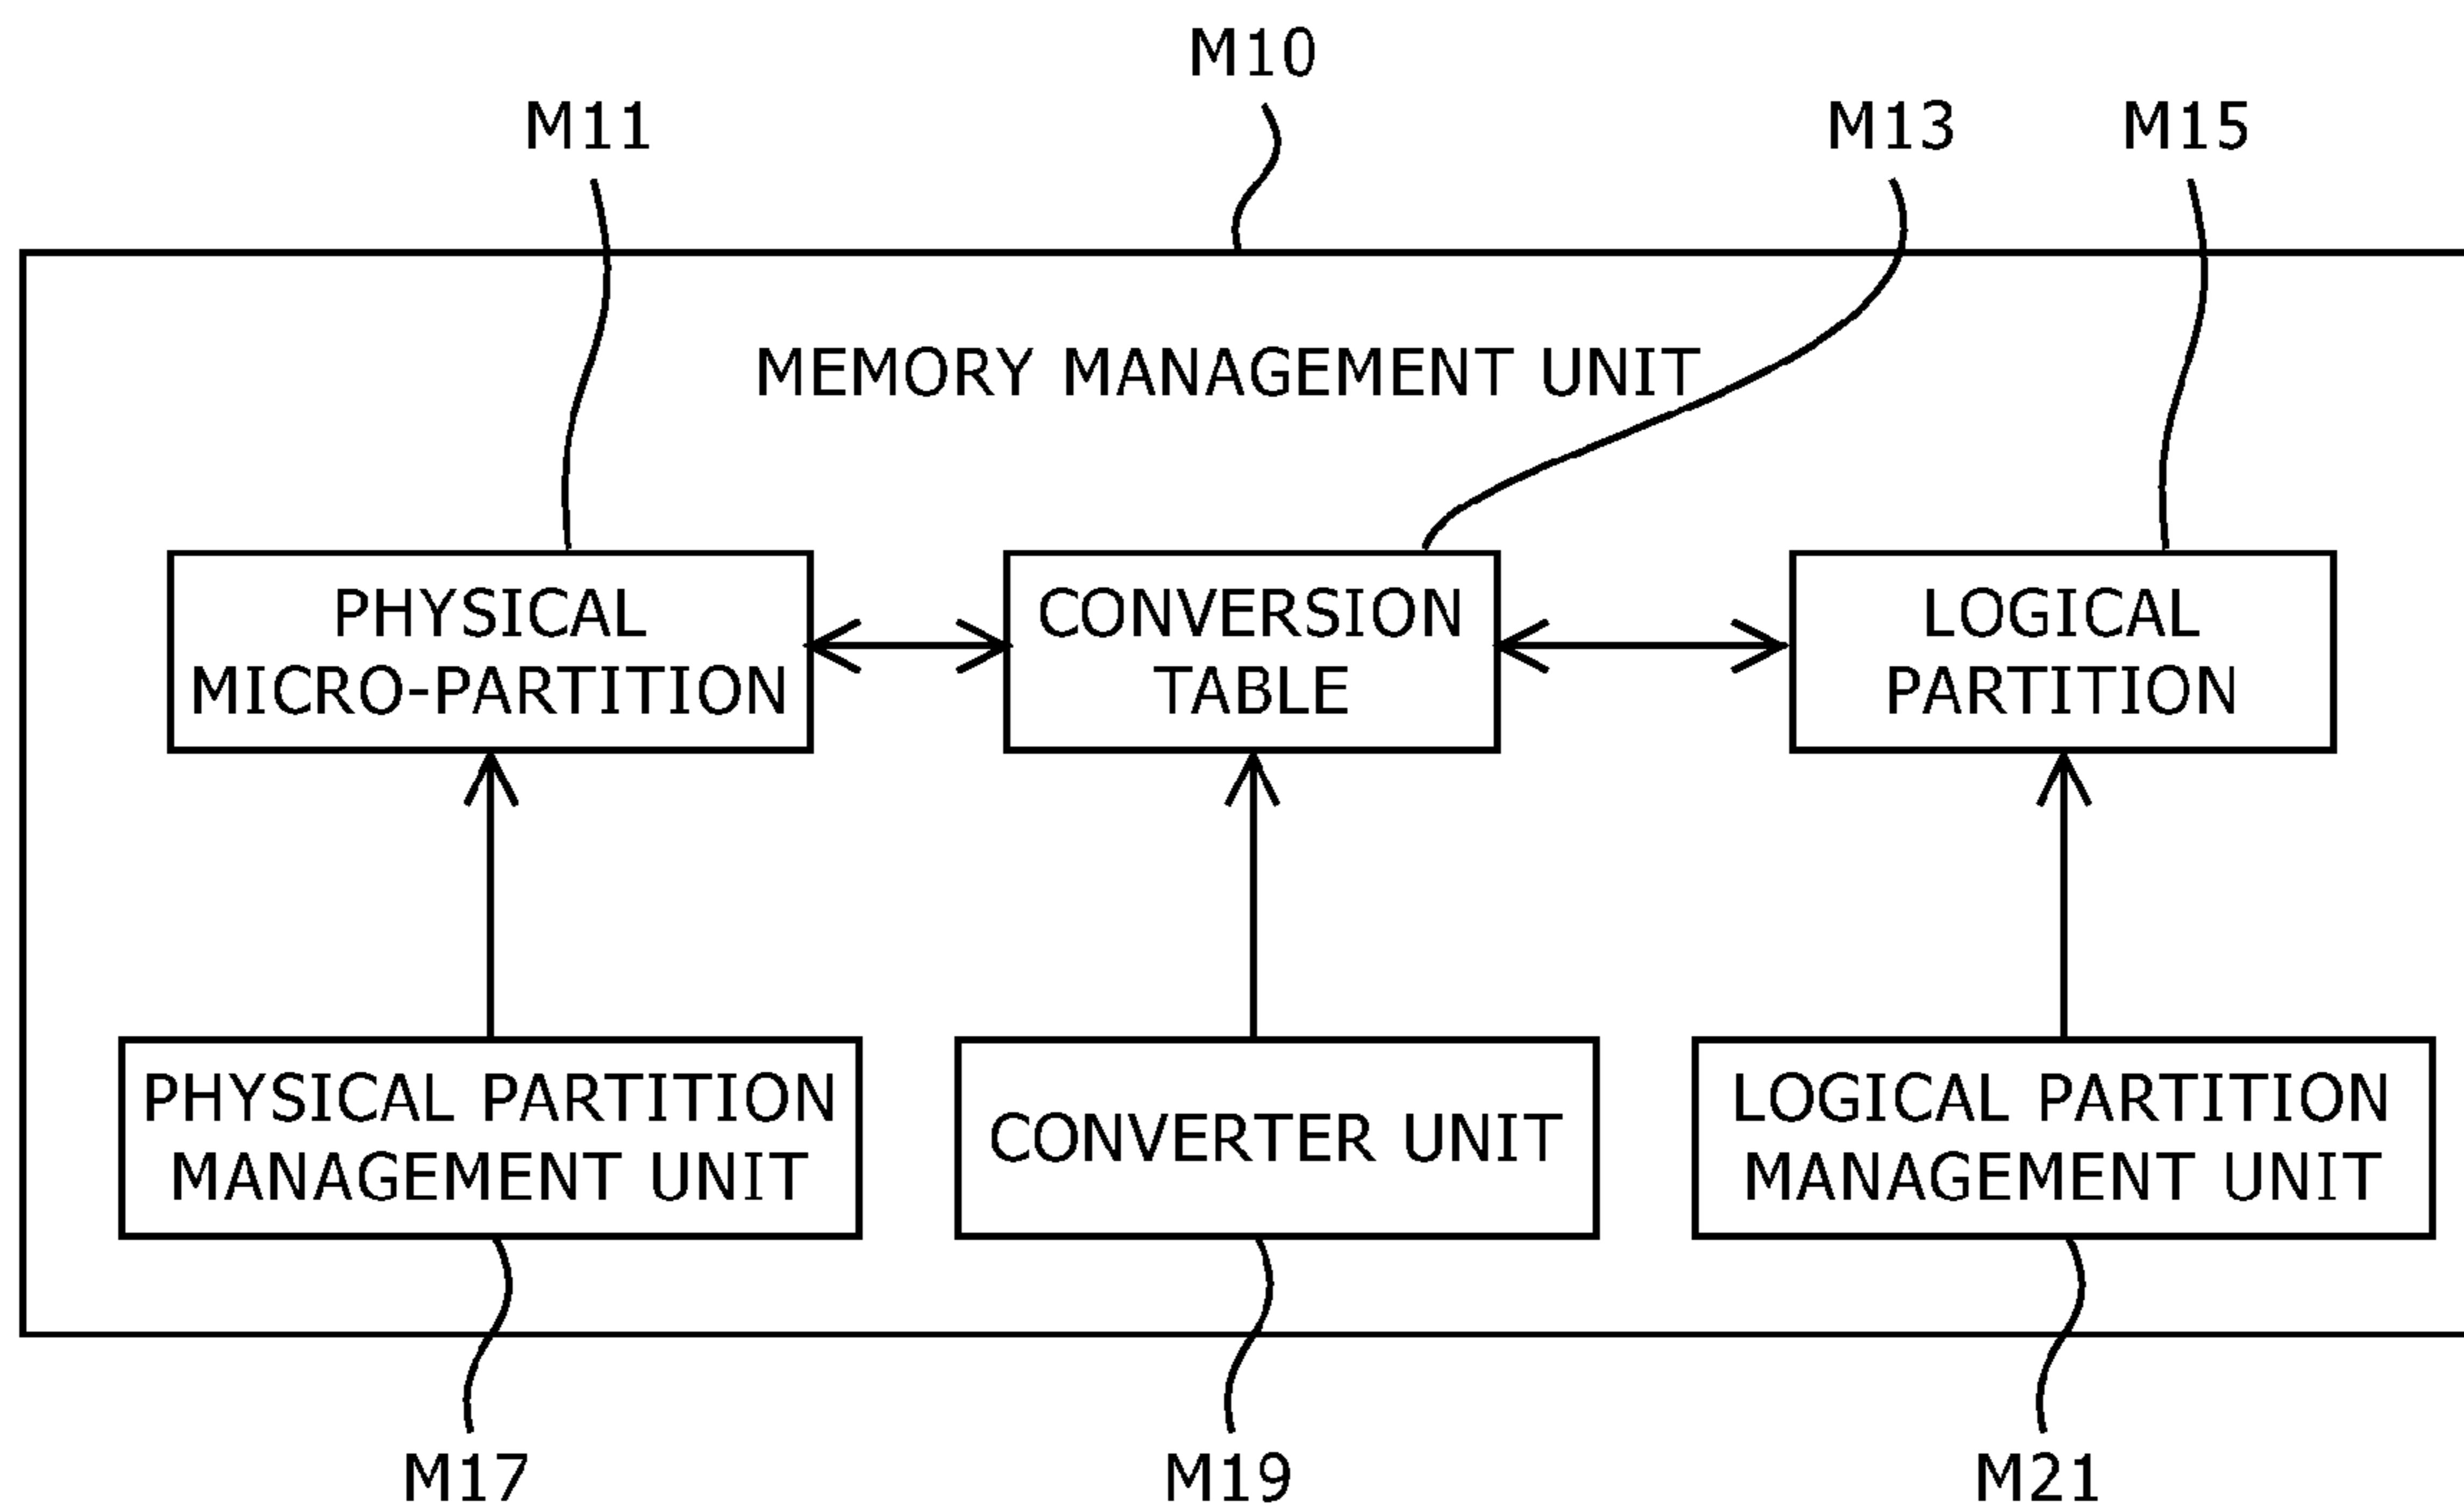 M10
M11
M13
M15
MEMORY MANAGEMENT UNIT
PHYSICAL
MICRO-PARTITION
CONVERSION
TABLE
LOGICAL
PARTITION
PHYSICAL PARTITION
MANAGEMENT UNIT
CONVERTER UNIT
LOGICAL PARTITION
MANAGEMENT UNIT
M17
M19
M21